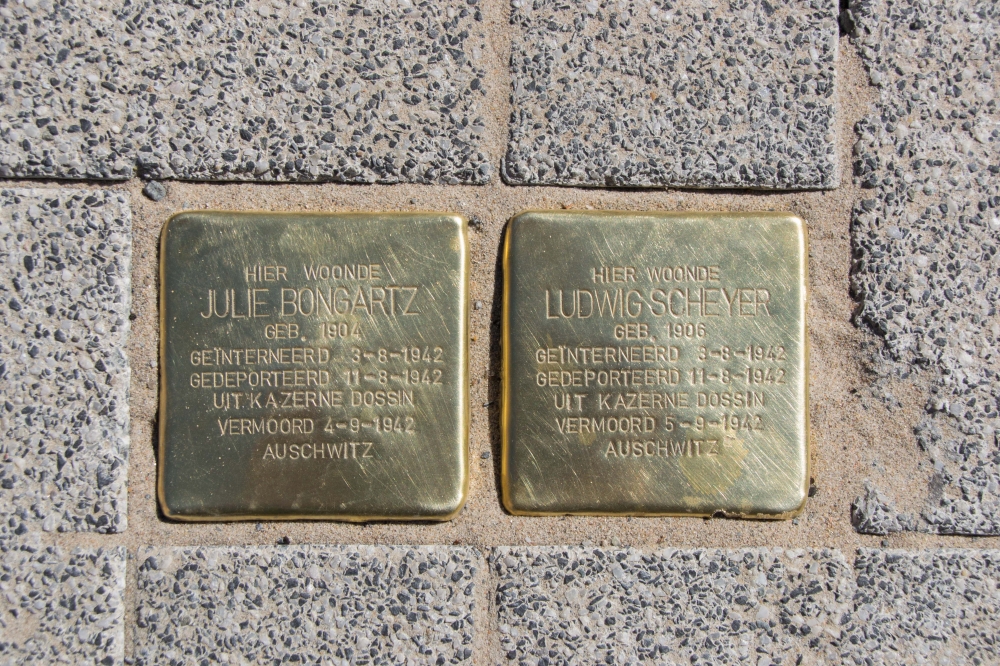 HIER WOONDE
JULIE BONGARTZ
GEB. 1904
GEÏNTERNEERD 3-8-1942
GEDEPORTEERD 11-8-1942
UIT KAZERNE DOSSIN
VERMOORD 4-9-1942
AUSCHWITZ
HIER WOONDE
LUDWIG SCHEYER
GEB. 1906
GEÏNTERNEERD 3-8-1942
GEDEPORTEERD 11-8-1942
UIT KAZERNE DOSSIN
VERMOORD 5-9-1942
AUSCHWITZ